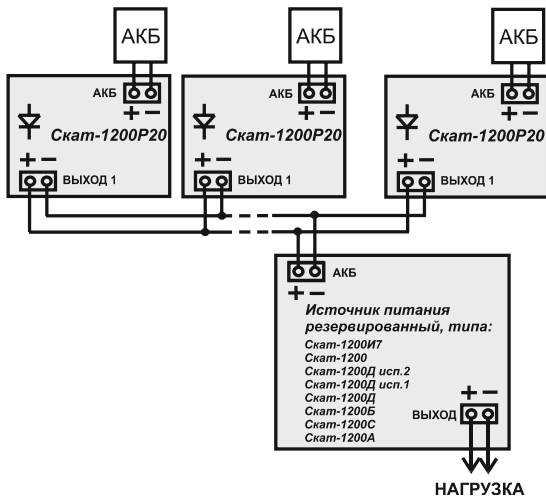 АКБ АКБ АКБ
АКБ АКБ АКБ
+ − + − + −
Скат-1200Р20 Скат-1200Р20 Скат-1200Р20
+ − + − + −
ВЫХОД 1 ВЫХОД 1 ВЫХОД 1
АКБ
+ −
Источник питания
резервированный, типа:
Скат-1200И7
Скат-1200
Скат-1200Д исп.2
Скат-1200Д исп.1
Скат-1200Д
Скат-1200Б
Скат-1200С
Скат-1200А
+ −
ВЫХОД
НАГРУЗКА